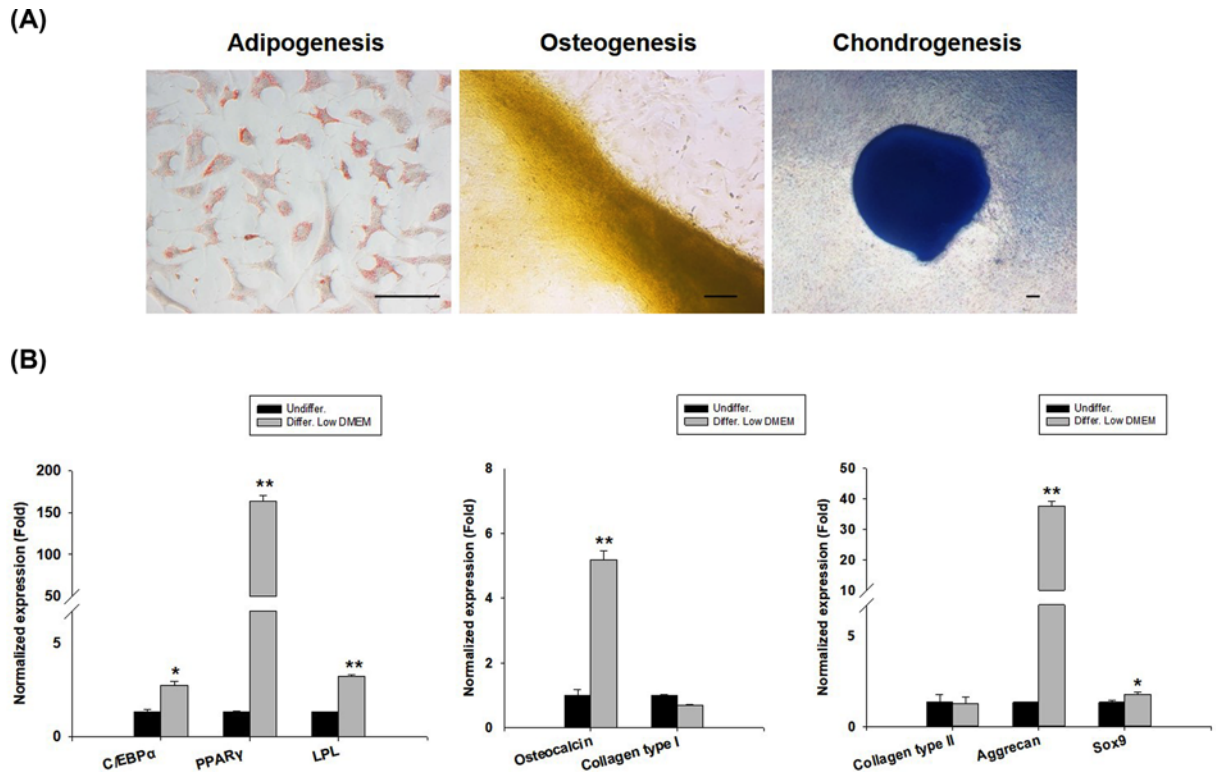 (A)
Adipogenesis Osteogenesis Chondrogenesis
(B)
Undiffer.
Differ. Low DMEM
Undiffer.
Differ. Low DMEM
Undiffer.
Differ. Low DMEM
Normalized expression (Fold)
200
150
100
50
5
0
*
**
**
C/EBPα PPARγ LPL
Normalized expression (Fold)
8
6
4
2
0
**
Osteocalcin Collagen type I
Normalized expression (Fold)
50
40
30
20
10
5
0
**
*
Collagen type II Aggrecan Sox9